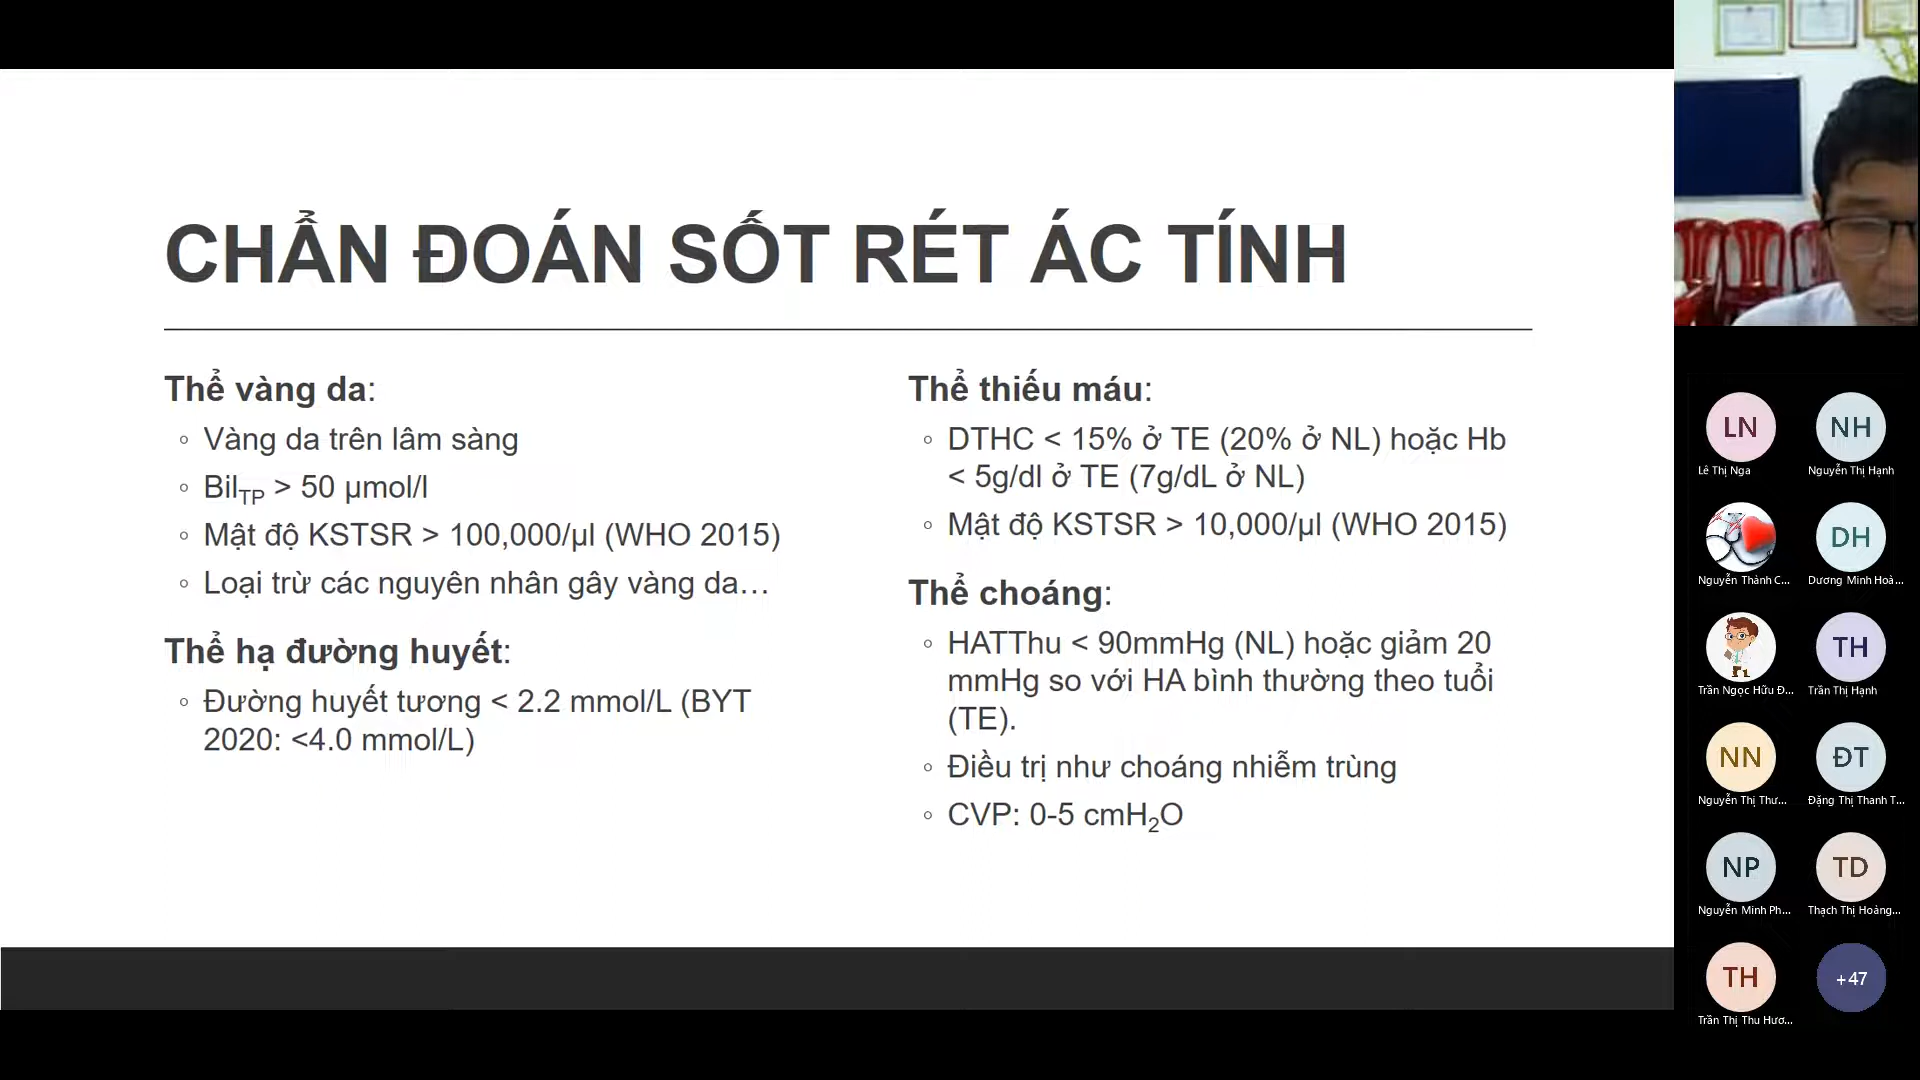 CHẨN ĐOÁN SỐT RÉT ÁC TÍNH
Thể vàng da:
◦ Vàng da trên lâm sàng
◦ Bil_TP > 50 μmol/l
◦ Mật độ KSTSR > 100,000/μl (WHO 2015)
◦ Loại trừ các nguyên nhân gây vàng da…
Thể hạ đường huyết:
◦ Đường huyết tương < 2.2 mmol/L (BYT
2020: <4.0 mmol/L)
Thể thiếu máu:
◦ DTHC < 15% ở TE (20% ở NL) hoặc Hb
< 5g/dl ở TE (7g/dL ở NL)
◦ Mật độ KSTSR > 10,000/μl (WHO 2015)
Thể choáng:
◦ HATThu < 90mmHg (NL) hoặc giảm 20
mmHg so với HA bình thường theo tuổi
(TE).
◦ Điều trị như choáng nhiễm trùng
◦ CVP: 0-5 cmH₂O
LN
Lê Thị Nga
NH
Nguyễn Thị Hạnh
Nguyễn Thành C...
DH
Dương Minh Hoà...
Trần Ngọc Hữu Đ...
TH
Trần Thị Hạnh
NN
Nguyễn Thị Thư...
ĐT
Đặng Thị Thanh T...
NP
Nguyễn Minh Ph...
TD
Thạch Thị Hoàng...
TH
Trần Thị Thu Hươ...
+47